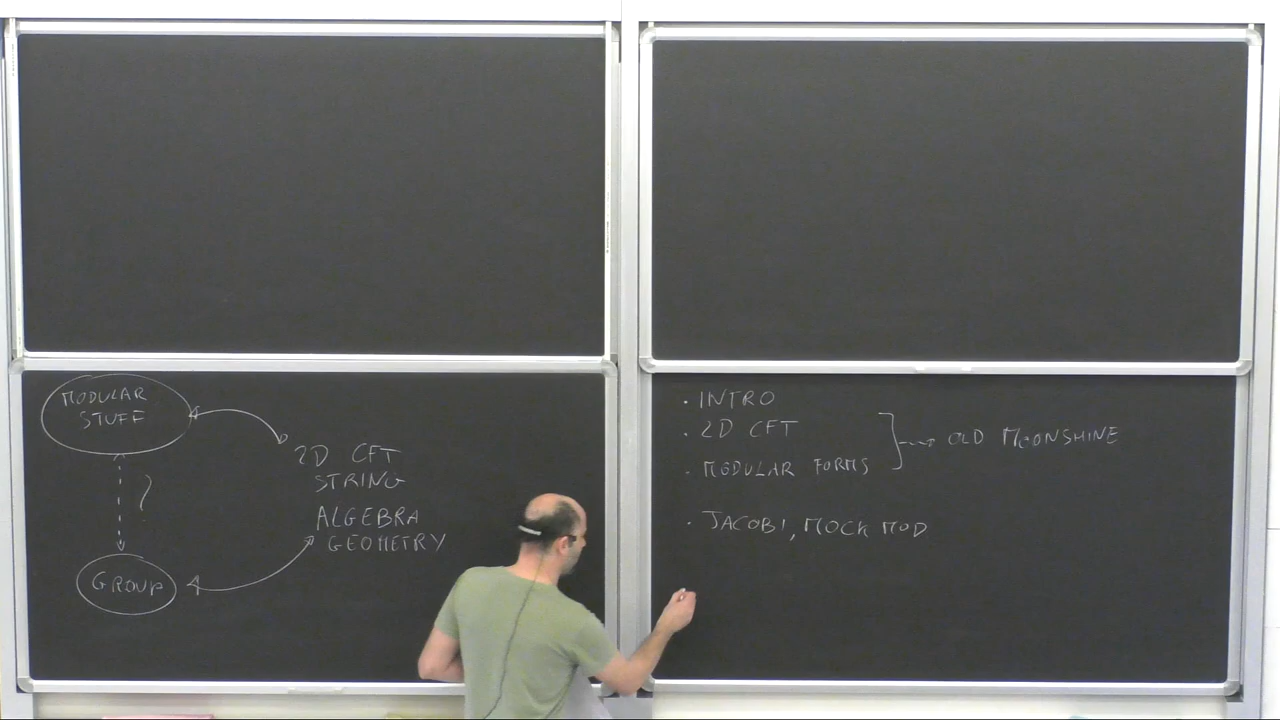 MODULAR
STUFF
?
GROUP
2D CFT
STRING
ALGEBRA
GEOMETRY
· INTRO
· 2D CFT
· MODULAR FORMS
OLD MOONSHINE
· JACOBI, MOCK MOD